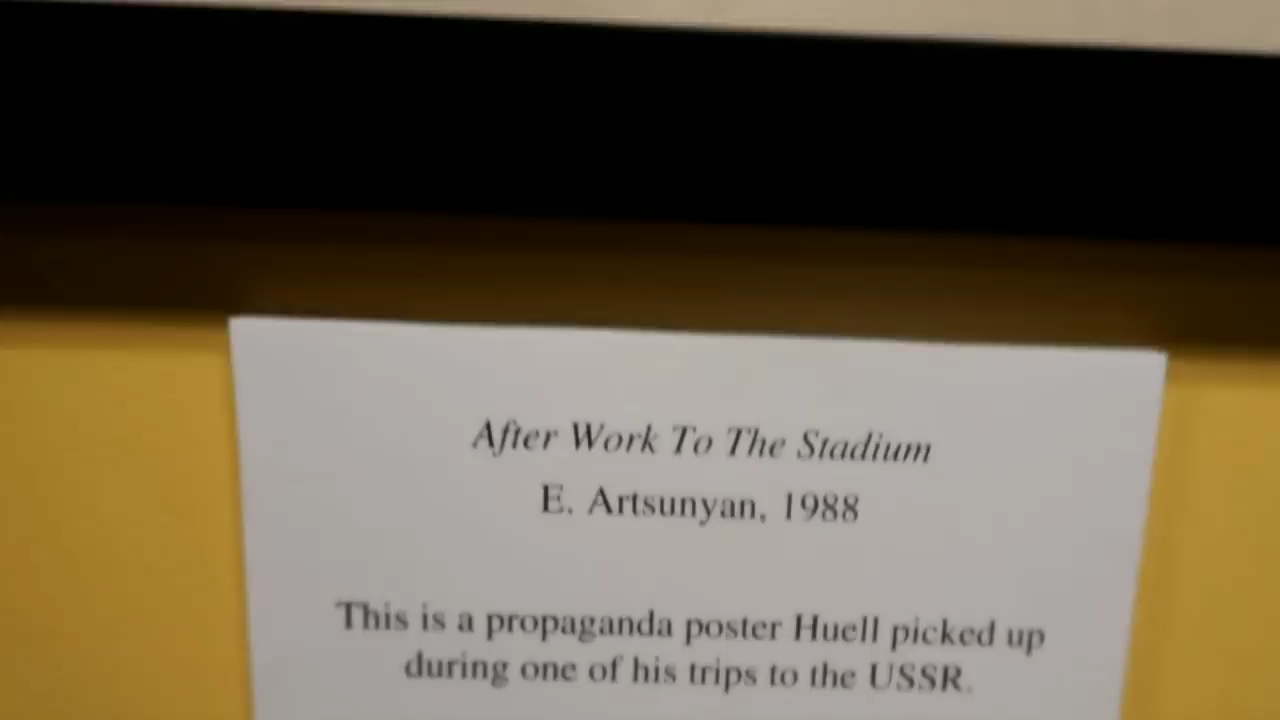 After Work To The Stadium
E. Artsunyan, 1988
This is a propaganda poster Huell picked up
during one of his trips to the USSR.